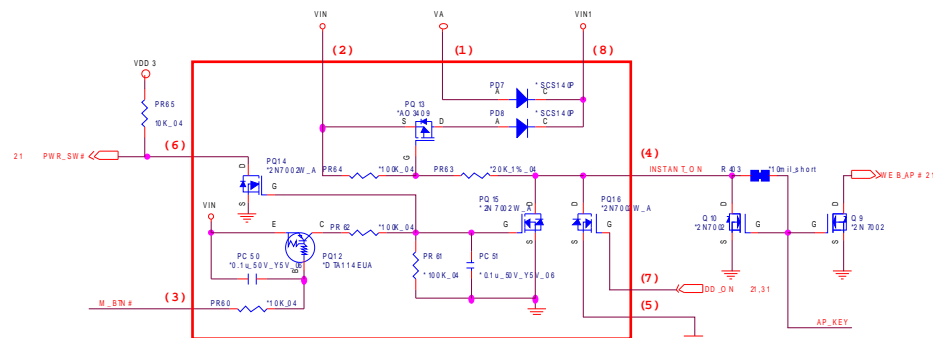 VIN
VA
VIN1
(2)
(1)
(8)
VDD 3
PD7
*SCS140P
A
C
PR65
10K_04
PQ13
*AO3409
PD8
*SCS140P
S
D
A
C
G
21 PWR_SW#
(6)
(4)
PQ14
*2N7002W_A
PR64
*100K_04
PR63
*20K_1%_04
INSTANT_ON
R403
*10mil_short
WEB_AP# 21
D
G
S
VIN
PQ15
*2N7002W_A
PQ16
*2N7002W_A
D
G
S
D
G
S
Q10
*2N7002
D
G
S
Q9
*2N7002
D
G
S
E
C
B
PR62
*100K_04
PC50
*0.1u_50V_Y5V_06
PQ12
*DTA114EUA
PR61
*100K_04
PC51
*0.1u_50V_Y5V_06
(7)
DD_ON 21,31
(3)
M_BTN#
PR60
*10K_04
(5)
AP_KEY